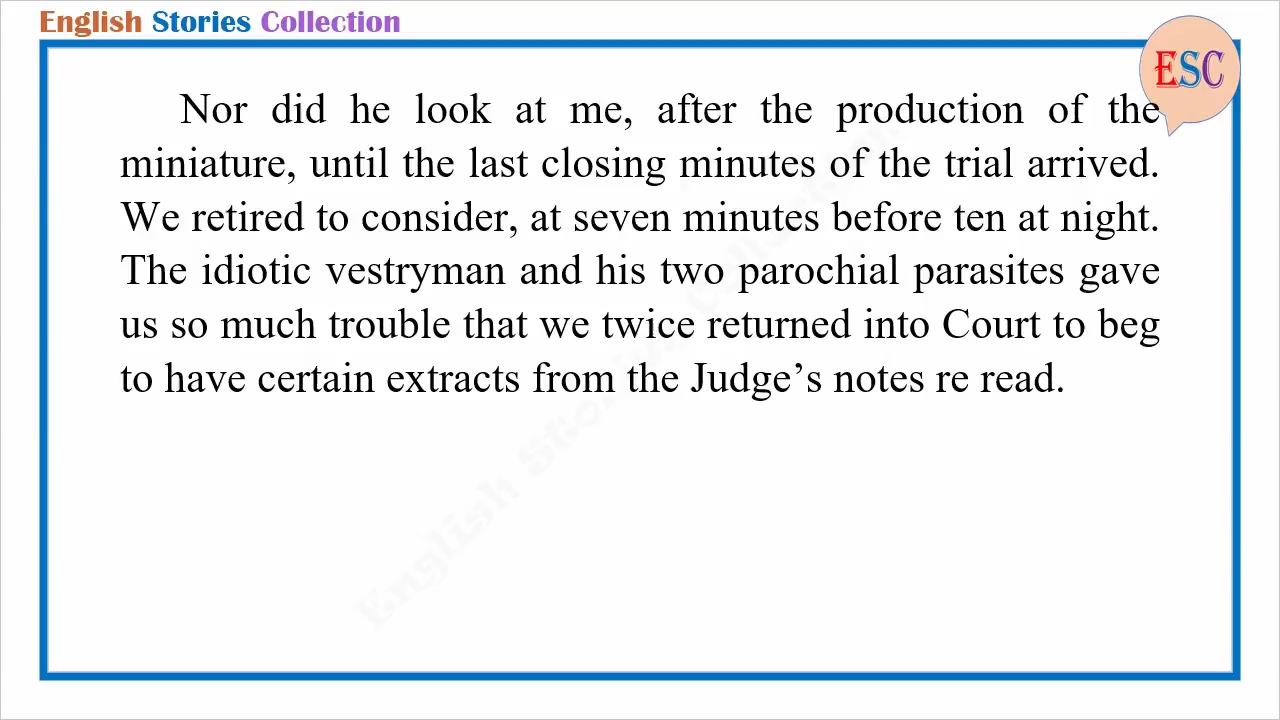 English Stories Collection
ESC
Nor did he look at me, after the production of the
miniature, until the last closing minutes of the trial arrived.
We retired to consider, at seven minutes before ten at night.
The idiotic vestryman and his two parochial parasites gave
us so much trouble that we twice returned into Court to beg
to have certain extracts from the Judge’s notes re read.
English Stories Collection